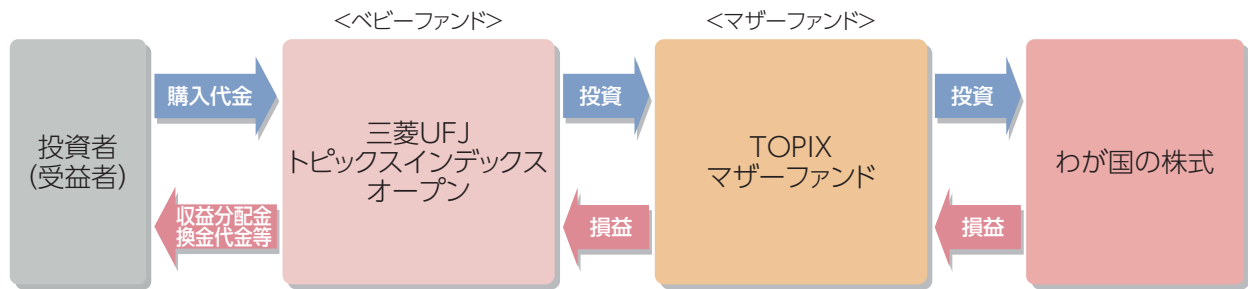 <ベビーファンド>
<マザーファンド>
投資者
(受益者)
購入代金
収益分配金
換金代金等
三菱UFJ
トピックスインデックス
オープン
投資
損益
TOPIX
マザーファンド
投資
損益
わが国の株式